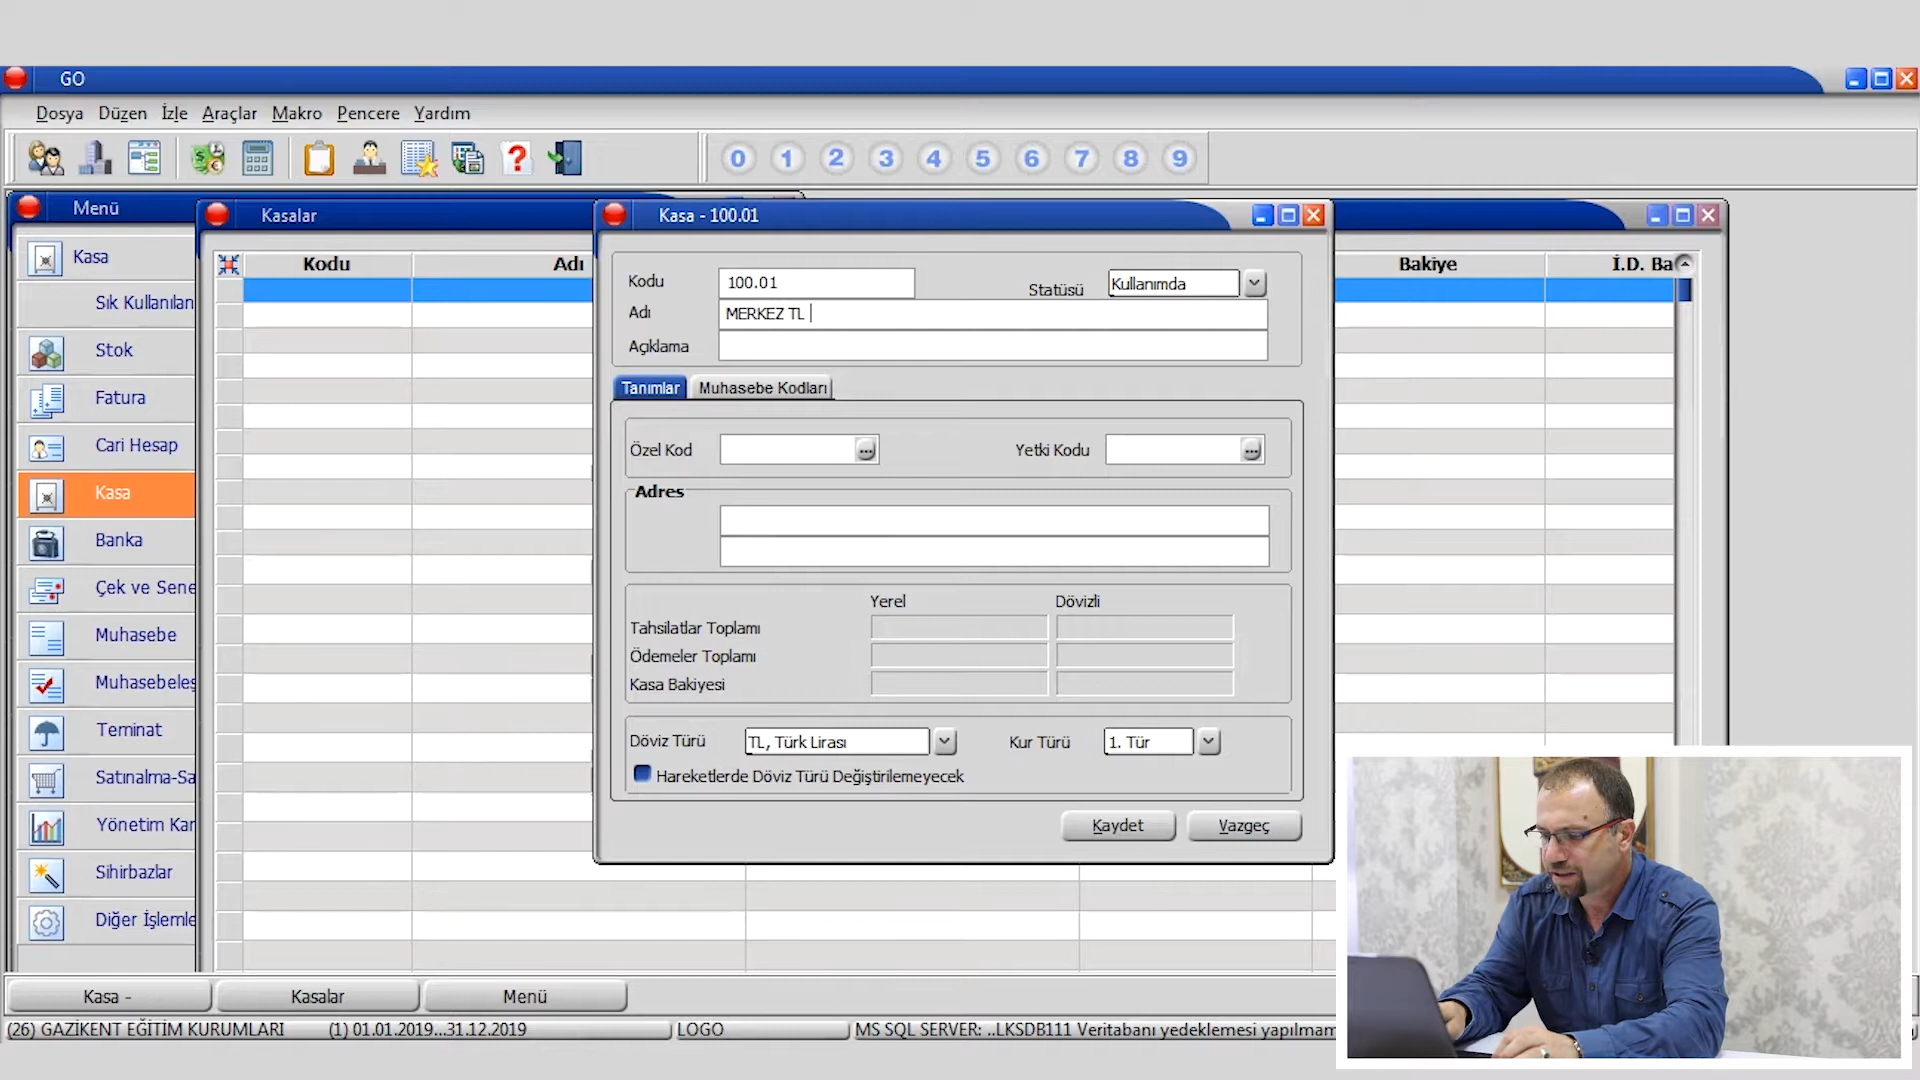 GO
Dosya Düzen İzle Araçlar Makro Pencere Yardım
0 1 2 3 4 5 6 7 8 9
Menü
Kasa
Sık Kullanılan
Stok
Fatura
Cari Hesap
Kasa
Banka
Çek ve Sene
Muhasebe
Muhasebeleş
Teminat
Satınalma-Sa
Yönetim Kar
Sihirbazlar
Diğer İşlemle
Kasalar
Kodu Adı Bakiye İ.D. Ba
Kasa - 100.01
Kodu 100.01 Statüsü Kullanımda
Adı MERKEZ TL
Açıklama
Tanımlar Muhasebe Kodları
Özel Kod ... Yetki Kodu ...
Adres
Yerel Dövizli
Tahsilatlar Toplamı
Ödemeler Toplamı
Kasa Bakiyesi
Döviz Türü TL, Türk Lirası Kur Türü 1. Tür
Hareketlerde Döviz Türü Değiştirilemeyecek
Kaydet Vazgeç
Kasa - Kasalar Menü
(26) GAZİKENT EĞİTİM KURUMLARI (1) 01.01.2019...31.12.2019 LOGO MS SQL SERVER: ..LKSDB111 Veritabanı yedeklemesi yapılmam